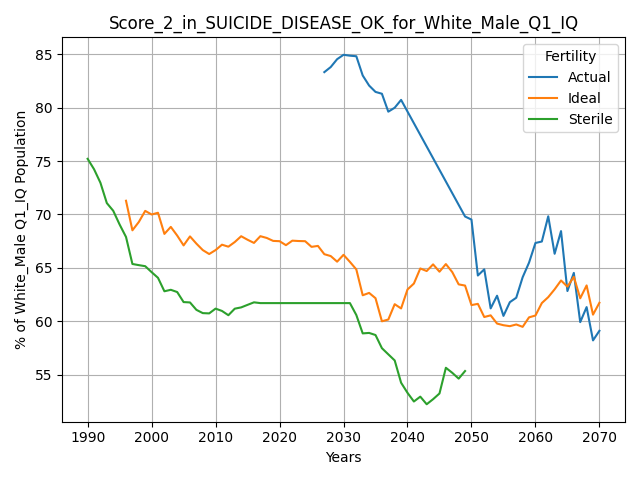 Score_2_in_SUICIDE_DISEASE_OK_for_White_Male_Q1_IQ
% of White_Male Q1_IQ Population
85
80
75
70
65
60
55
Fertility
Actual
Ideal
Sterile
1990 2000 2010 2020 2030 2040 2050 2060 2070
Years